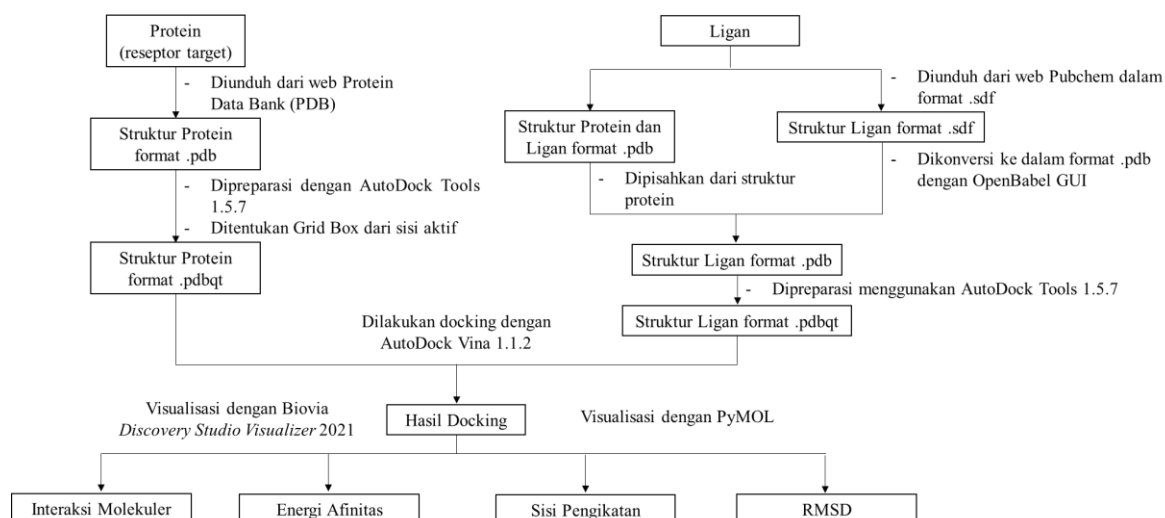 Protein
(reseptor target)
- Diunduh dari web Protein
Data Bank (PDB)
Struktur Protein
format .pdb
- Dipreparasi dengan AutoDock Tools
1.5.7
- Ditentukan Grid Box dari sisi aktif
Struktur Protein
format .pdbqt
Ligan
- Diunduh dari web Pubchem dalam
format .sdf
Struktur Protein dan
Ligan format .pdb
Struktur Ligan format .sdf
- Dipisahkan dari struktur
protein
- Dikonversi ke dalam format .pdb
dengan OpenBabel GUI
Struktur Ligan format .pdb
- Dipreparasi menggunakan AutoDock Tools 1.5.7
Struktur Ligan format .pdbqt
Dilakukan docking dengan
AutoDock Vina 1.1.2
Hasil Docking
Visualisasi dengan Biovia
Discovery Studio Visualizer 2021
Visualisasi dengan PyMOL
Interaksi Molekuler
Energi Afinitas
Sisi Pengikatan
RMSD